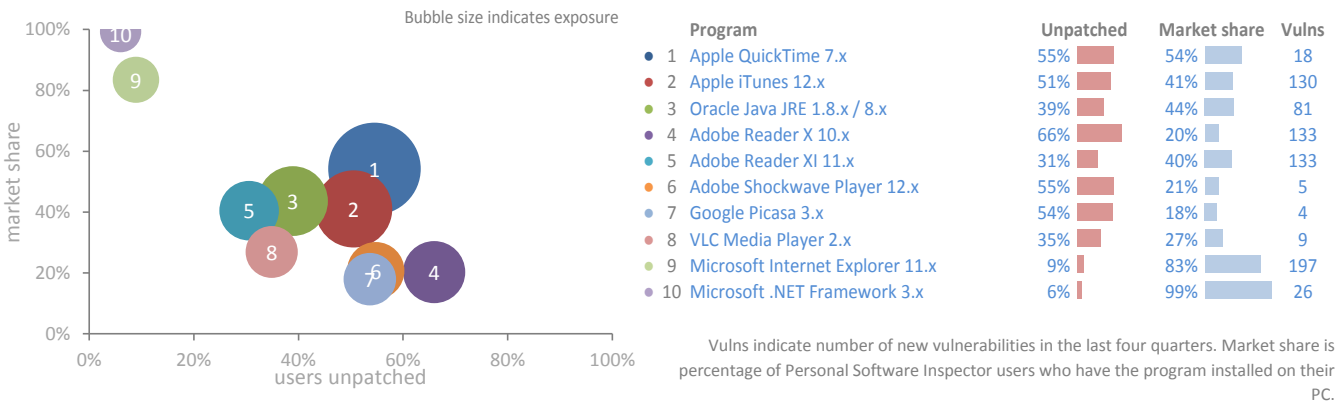 Bubble size indicates exposure
100%
80%
60%
40%
20%
0%
market share
10
9
1
2
3
5
8
6
7
4
0%
20%
40%
60%
80%
100%
users unpatched
Program Unpatched Market share Vulns
1 Apple QuickTime 7.x 55% 54% 18
2 Apple iTunes 12.x 51% 41% 130
3 Oracle Java JRE 1.8.x / 8.x 39% 44% 81
4 Adobe Reader X 10.x 66% 20% 133
5 Adobe Reader XI 11.x 31% 40% 133
6 Adobe Shockwave Player 12.x 55% 21% 5
7 Google Picasa 3.x 54% 18% 4
8 VLC Media Player 2.x 35% 27% 9
9 Microsoft Internet Explorer 11.x 9% 83% 197
10 Microsoft .NET Framework 3.x 6% 99% 26
Vulns indicate number of new vulnerabilities in the last four quarters. Market share is
percentage of Personal Software Inspector users who have the program installed on their
PC.